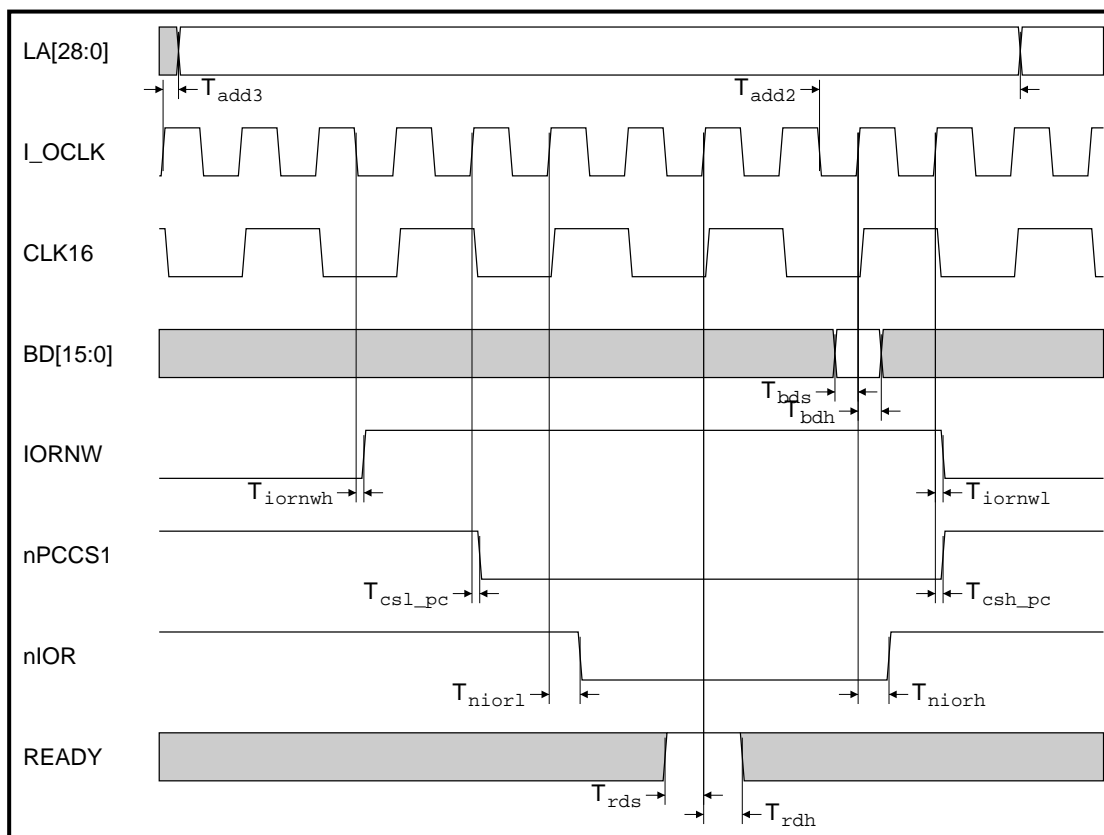 LA[28:0]
Tadd3
Tadd2
I_OCLK
CLK16
BD[15:0]
Tbds
Tbdh
IORNW
Tiornwh
Tiornwl
nPCCS1
Tcsl_pc
Tcsh_pc
nIOR
Tniorl
Tniorh
READY
Trds
Trdh